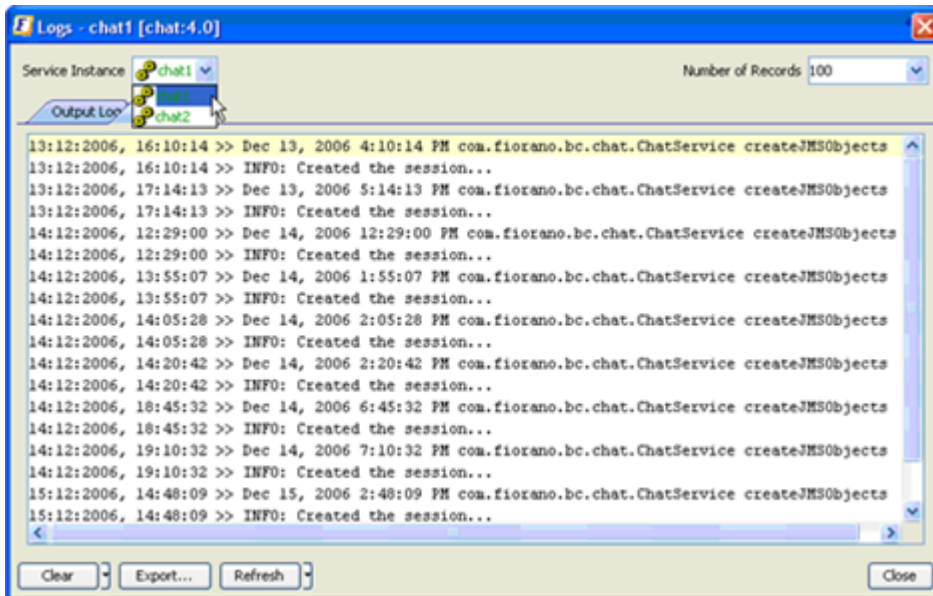 Logs - chat1 [chat:4.0]
Service Instance chat1 Number of Records 100
chat1
Output Log
chat2
13:12:2006, 16:10:14 >> Dec 13, 2006 4:10:14 PM com.fiorano.bc.chat.ChatService createJMSObjects
13:12:2006, 16:10:14 >> INFO: Created the session...
13:12:2006, 17:14:13 >> Dec 13, 2006 5:14:13 PM com.fiorano.bc.chat.ChatService createJMSObjects
13:12:2006, 17:14:13 >> INFO: Created the session...
14:12:2006, 12:29:00 >> Dec 14, 2006 12:29:00 PM com.fiorano.bc.chat.ChatService createJMSObjects
14:12:2006, 12:29:00 >> INFO: Created the session...
14:12:2006, 13:55:07 >> Dec 14, 2006 1:55:07 PM com.fiorano.bc.chat.ChatService createJMSObjects
14:12:2006, 13:55:07 >> INFO: Created the session...
14:12:2006, 14:05:28 >> Dec 14, 2006 2:05:28 PM com.fiorano.bc.chat.ChatService createJMSObjects
14:12:2006, 14:05:28 >> INFO: Created the session...
14:12:2006, 14:20:42 >> Dec 14, 2006 2:20:42 PM com.fiorano.bc.chat.ChatService createJMSObjects
14:12:2006, 14:20:42 >> INFO: Created the session...
14:12:2006, 18:45:32 >> Dec 14, 2006 6:45:32 PM com.fiorano.bc.chat.ChatService createJMSObjects
14:12:2006, 18:45:32 >> INFO: Created the session...
14:12:2006, 19:10:32 >> Dec 14, 2006 7:10:32 PM com.fiorano.bc.chat.ChatService createJMSObjects
14:12:2006, 19:10:32 >> INFO: Created the session...
15:12:2006, 14:48:09 >> Dec 15, 2006 2:48:09 PM com.fiorano.bc.chat.ChatService createJMSObjects
15:12:2006, 14:48:09 >> INFO: Created the session...
Clear Export... Refresh Close